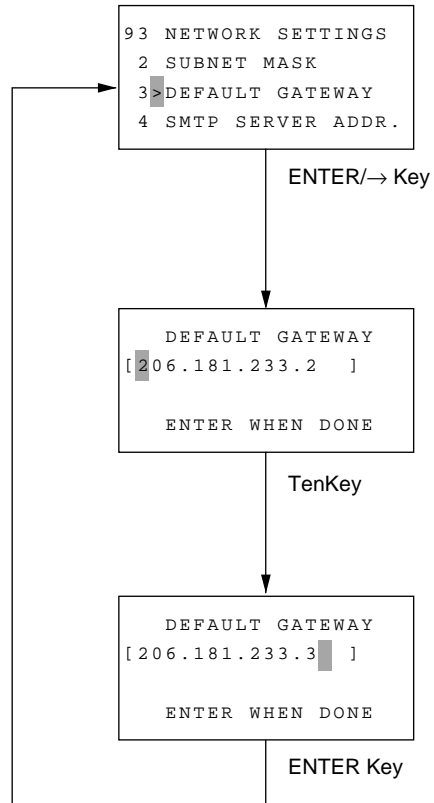 93 NETWORK SETTINGS
2 SUBNET MASK
3>DEFAULT GATEWAY
4 SMTP SERVER ADDR.
ENTER/→ Key
DEFAULT GATEWAY
[206.181.233.2 ]
ENTER WHEN DONE
TenKey
DEFAULT GATEWAY
[206.181.233.3 ]
ENTER WHEN DONE
ENTER Key